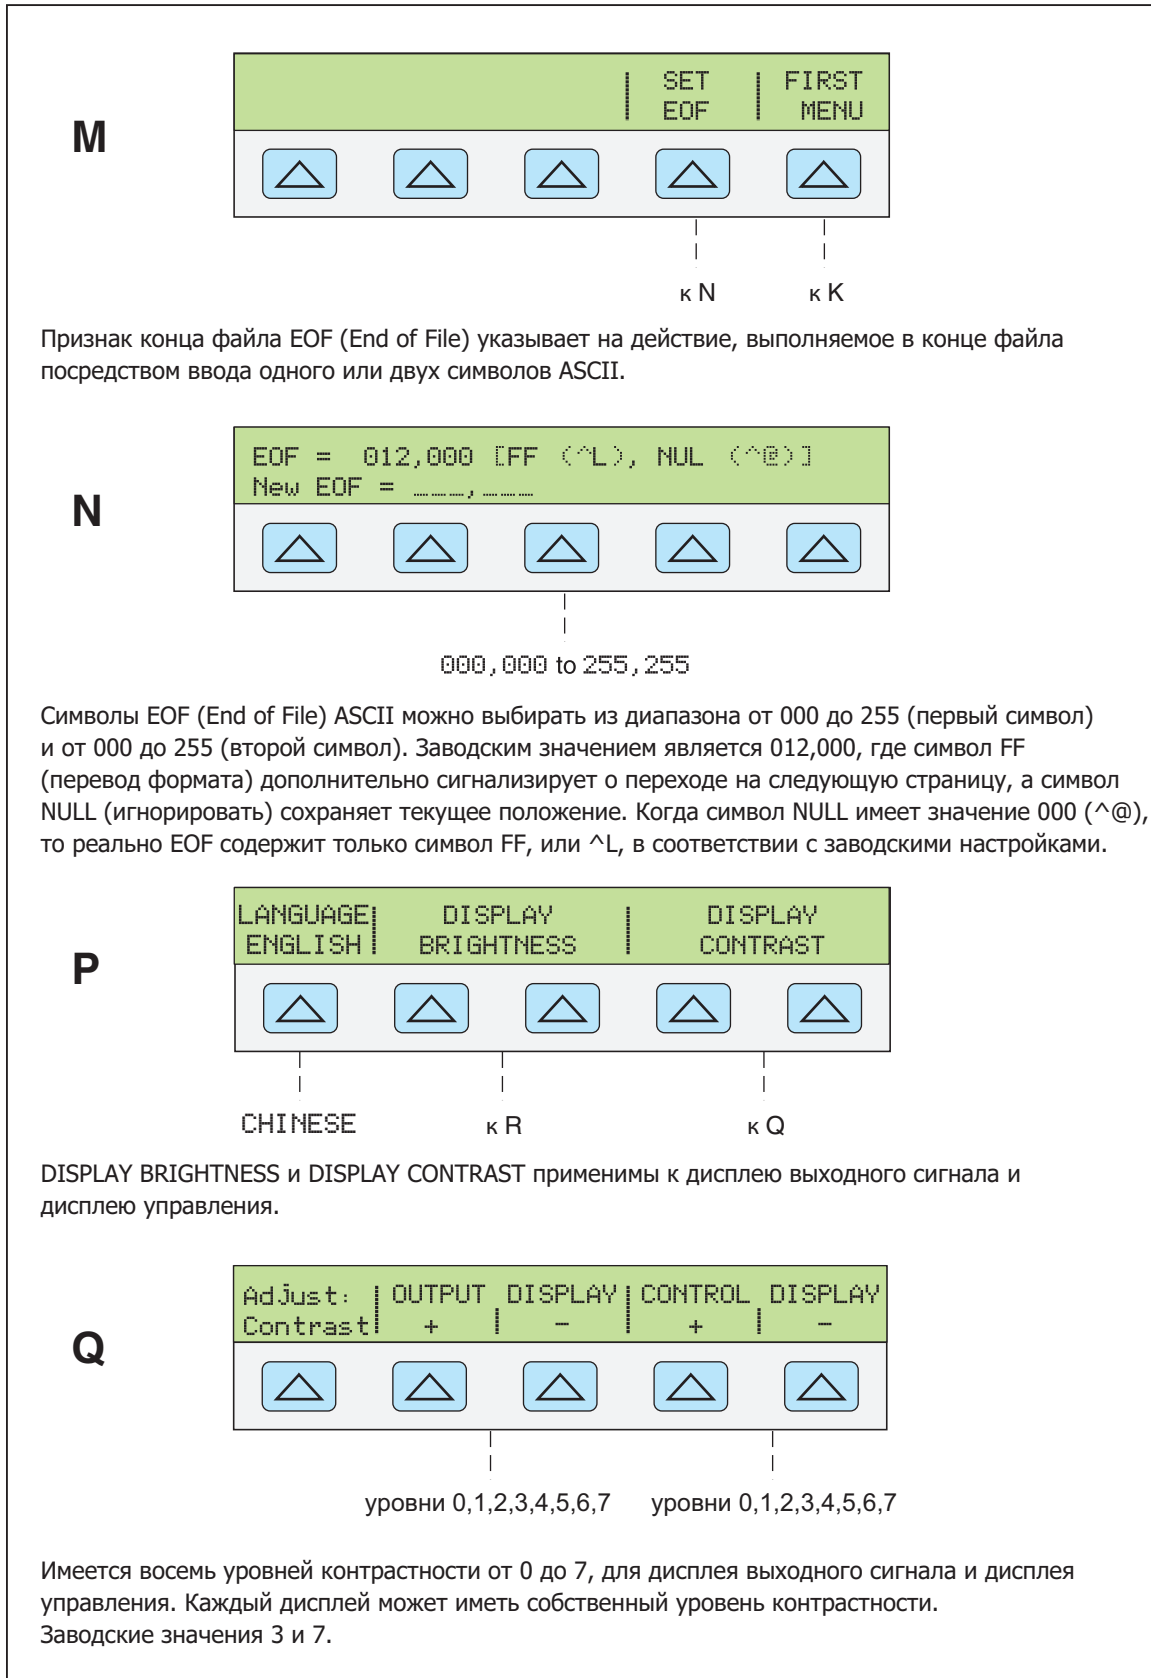 M
SET FIRST
EOF MENU
к N к K
Признак конца файла EOF (End of File) указывает на действие, выполняемое в конце файла
посредством ввода одного или двух символов ASCII.
N
EOF = 012,000 [FF (^L), NUL (^@)]
New EOF = ___,___
000,000 to 255,255
Символы EOF (End of File) ASCII можно выбирать из диапазона от 000 до 255 (первый символ)
и от 000 до 255 (второй символ). Заводским значением является 012,000, где символ FF
(перевод формата) дополнительно сигнализирует о переходе на следующую страницу, а символ
NULL (игнорировать) сохраняет текущее положение. Когда символ NULL имеет значение 000 (^@),
то реально EOF содержит только символ FF, или ^L, в соответствии с заводскими настройками.
P
LANGUAGE DISPLAY DISPLAY
ENGLISH BRIGHTNESS CONTRAST
CHINESE к R к Q
DISPLAY BRIGHTNESS и DISPLAY CONTRAST применимы к дисплею выходного сигнала и
дисплею управления.
Q
Adjust: OUTPUT DISPLAY CONTROL DISPLAY
Contrast + - + -
уровни 0,1,2,3,4,5,6,7 уровни 0,1,2,3,4,5,6,7
Имеется восемь уровней контрастности от 0 до 7, для дисплея выходного сигнала и дисплея
управления. Каждый дисплей может иметь собственный уровень контрастности.
Заводские значения 3 и 7.